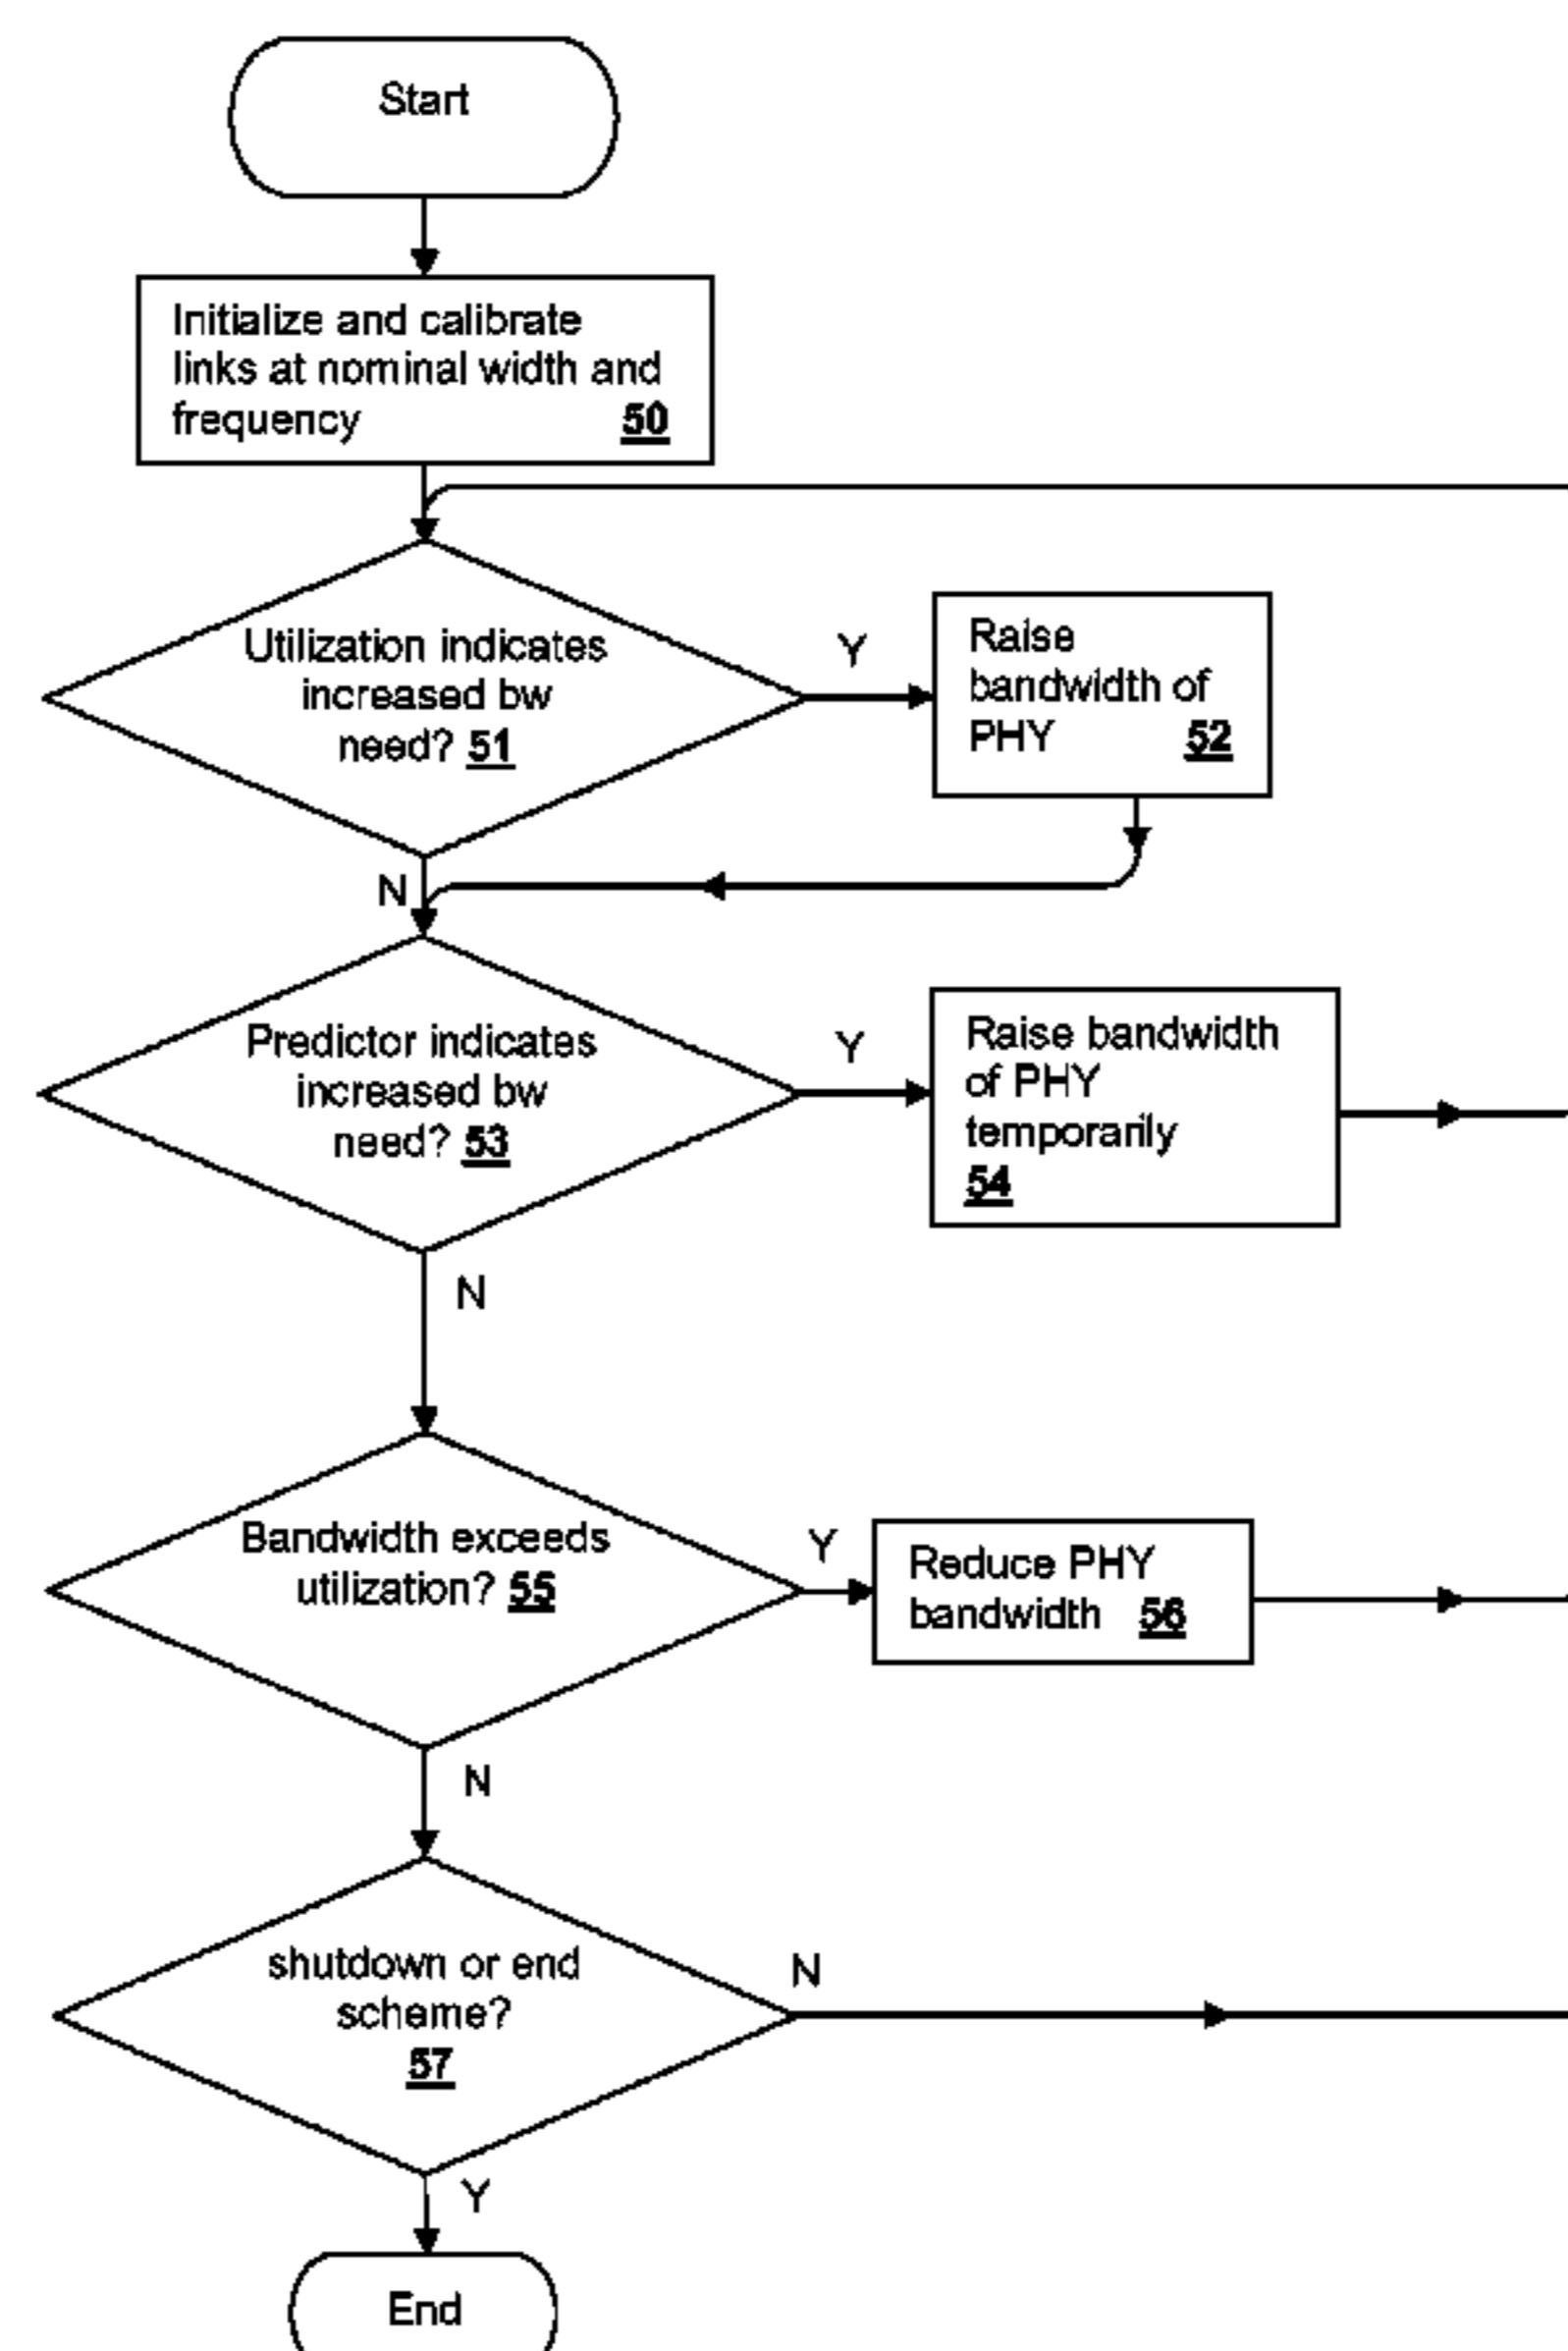 Start
Initialize and calibrate
links at nominal width and
frequency 50
Utilization indicates
increased bw
need? 51
Y
Raise
bandwidth of
PHY 52
N
Predictor indicates
increased bw
need? 53
Y
Raise bandwidth
of PHY
temporarily
54
N
Bandwidth exceeds
utilization? 55
Y
Reduce PHY
bandwidth 56
N
shutdown or end
scheme?
57
N
Y
End